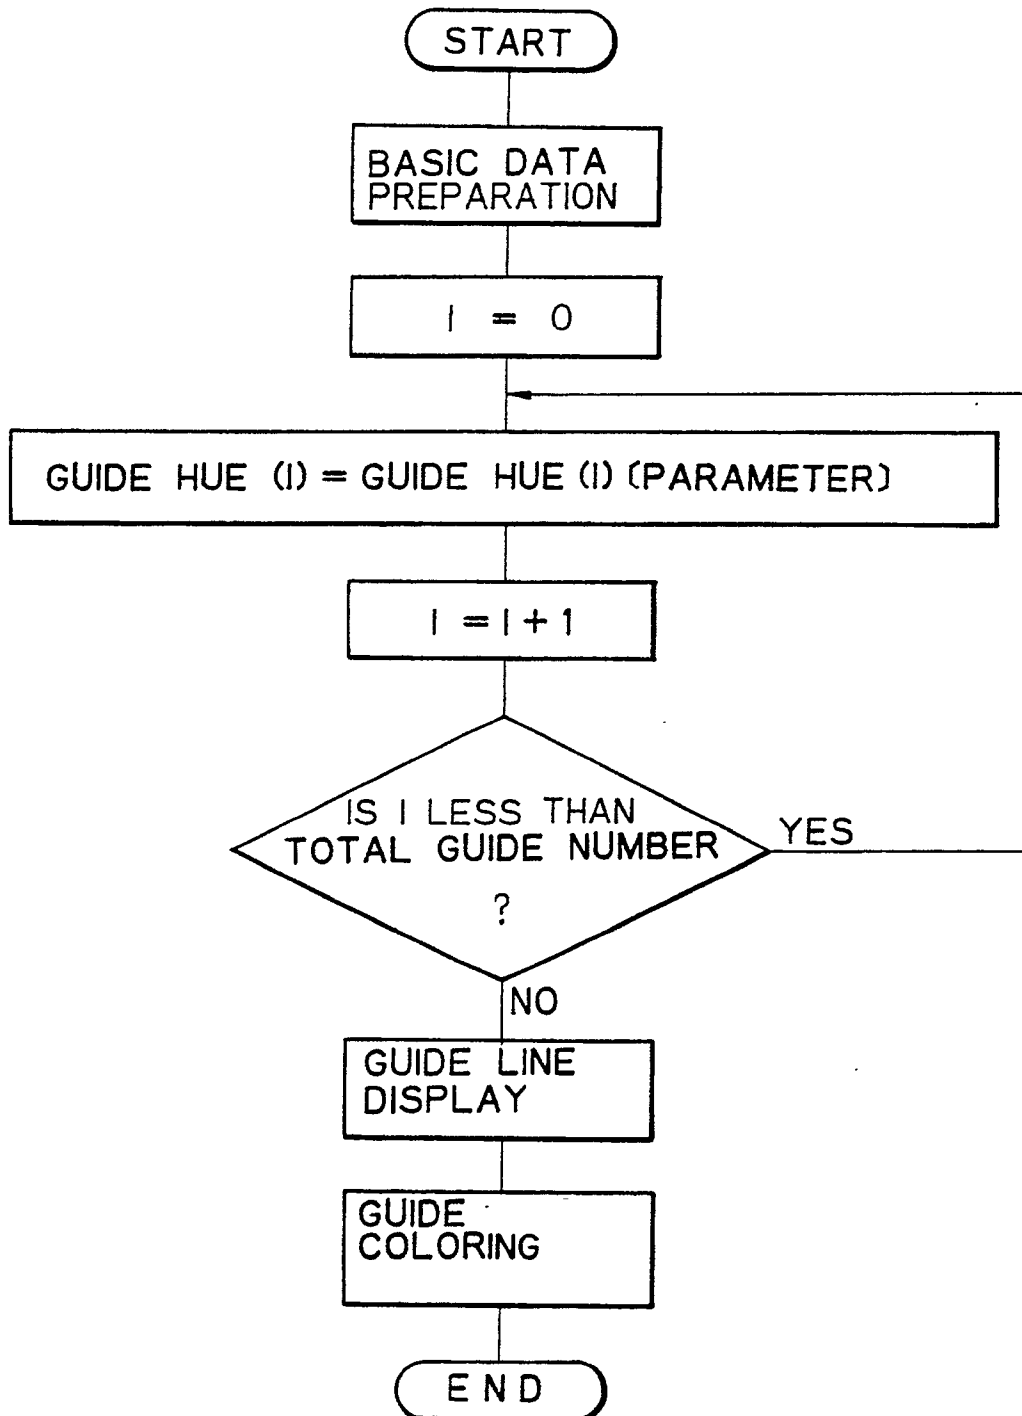 START
BASIC DATA
PREPARATION
I = 0
GUIDE HUE (I) = GUIDE HUE (I) (PARAMETER)
I = I + 1
IS I LESS THAN
TOTAL GUIDE NUMBER
?
YES
NO
GUIDE LINE
DISPLAY
GUIDE
COLORING
END